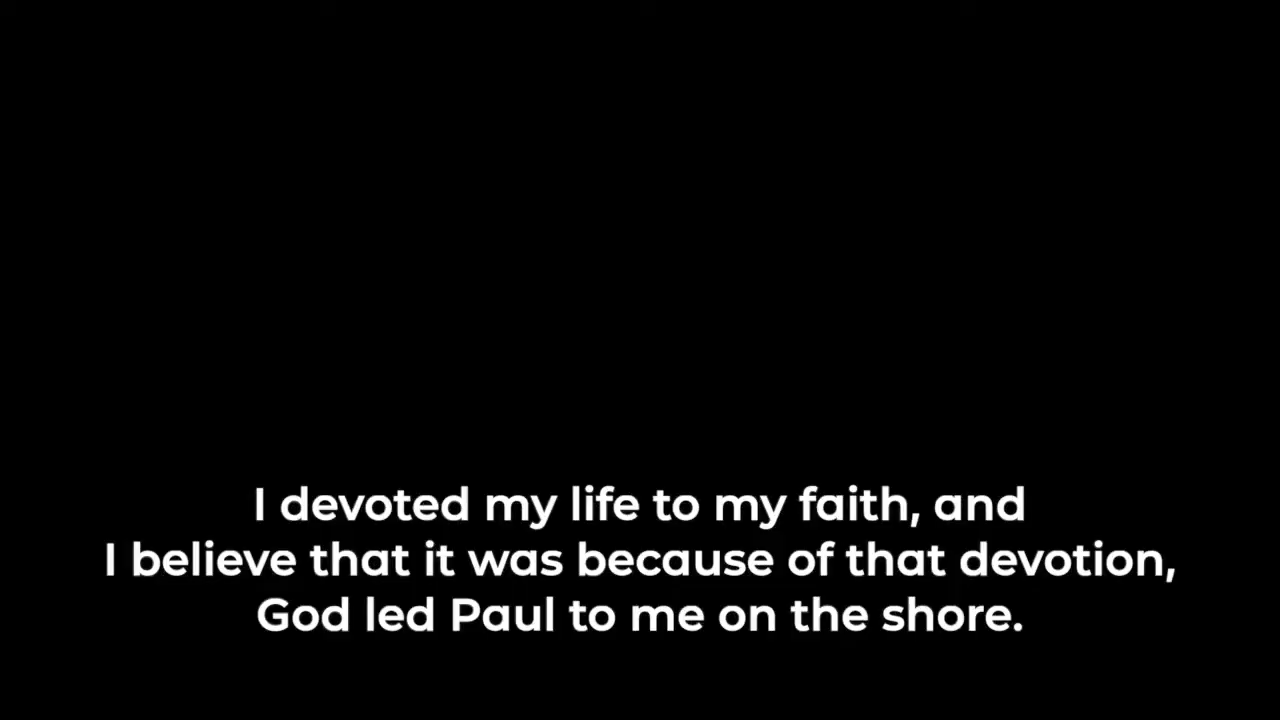 I devoted my life to my faith, and
I believe that it was because of that devotion,
God led Paul to me on the shore.